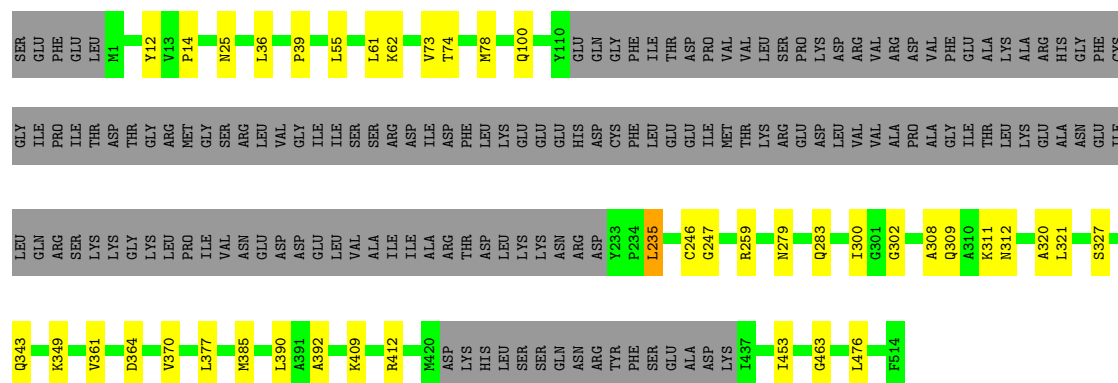 SER GLU PHE GLU LEU M1 Y12 V13 P14 N25 L36 P39 L55 L61 K62 V73 T74 M78 Q100 Y110 GLU GLN GLY PHE ILE THR ASP PRO VAL VAL LEU SER PRO LYS ASP ARG VAL ARG ASP VAL PHE GLU ALA LYS ALA ARG HIS GLY PHE CYS
GLY ILE PRO ILE THR ASP THR GLY ARG MET GLY SER ARG LEU VAL GLY ILE ILE SER SER ARG ASP ILE ASP PHE LEU LYS GLU GLU GLU HIS ASP CYS PHE LEU GLU GLU ILE MET THR LYS ARG GLU ASP LEU VAL VAL ALA PRO ALA GLY ILE THR LEU LYS GLU ALA ASN GLU ILE
LEU GLN ARG SER LYS LYS GLY LYS LEU PRO ILE VAL ASN GLU ASP ASP GLU LEU VAL ALA ILE ILE ALA ARG THR ASP LEU LYS LYS ASN ARG ASP Y233 P234 L235 C246 G247 R259 N279 Q283 I300 G301 G302 A308 Q309 A310 K311 N312 A320 L321 S327
Q343 K349 V361 D364 V370 L377 M385 L390 A391 A392 K409 R412 M420 ASP LYS HIS LEU SER SER GLN ASN ARG TYR PHE SER GLU ALA ASP LYS I437 I453 G463 L476 F514